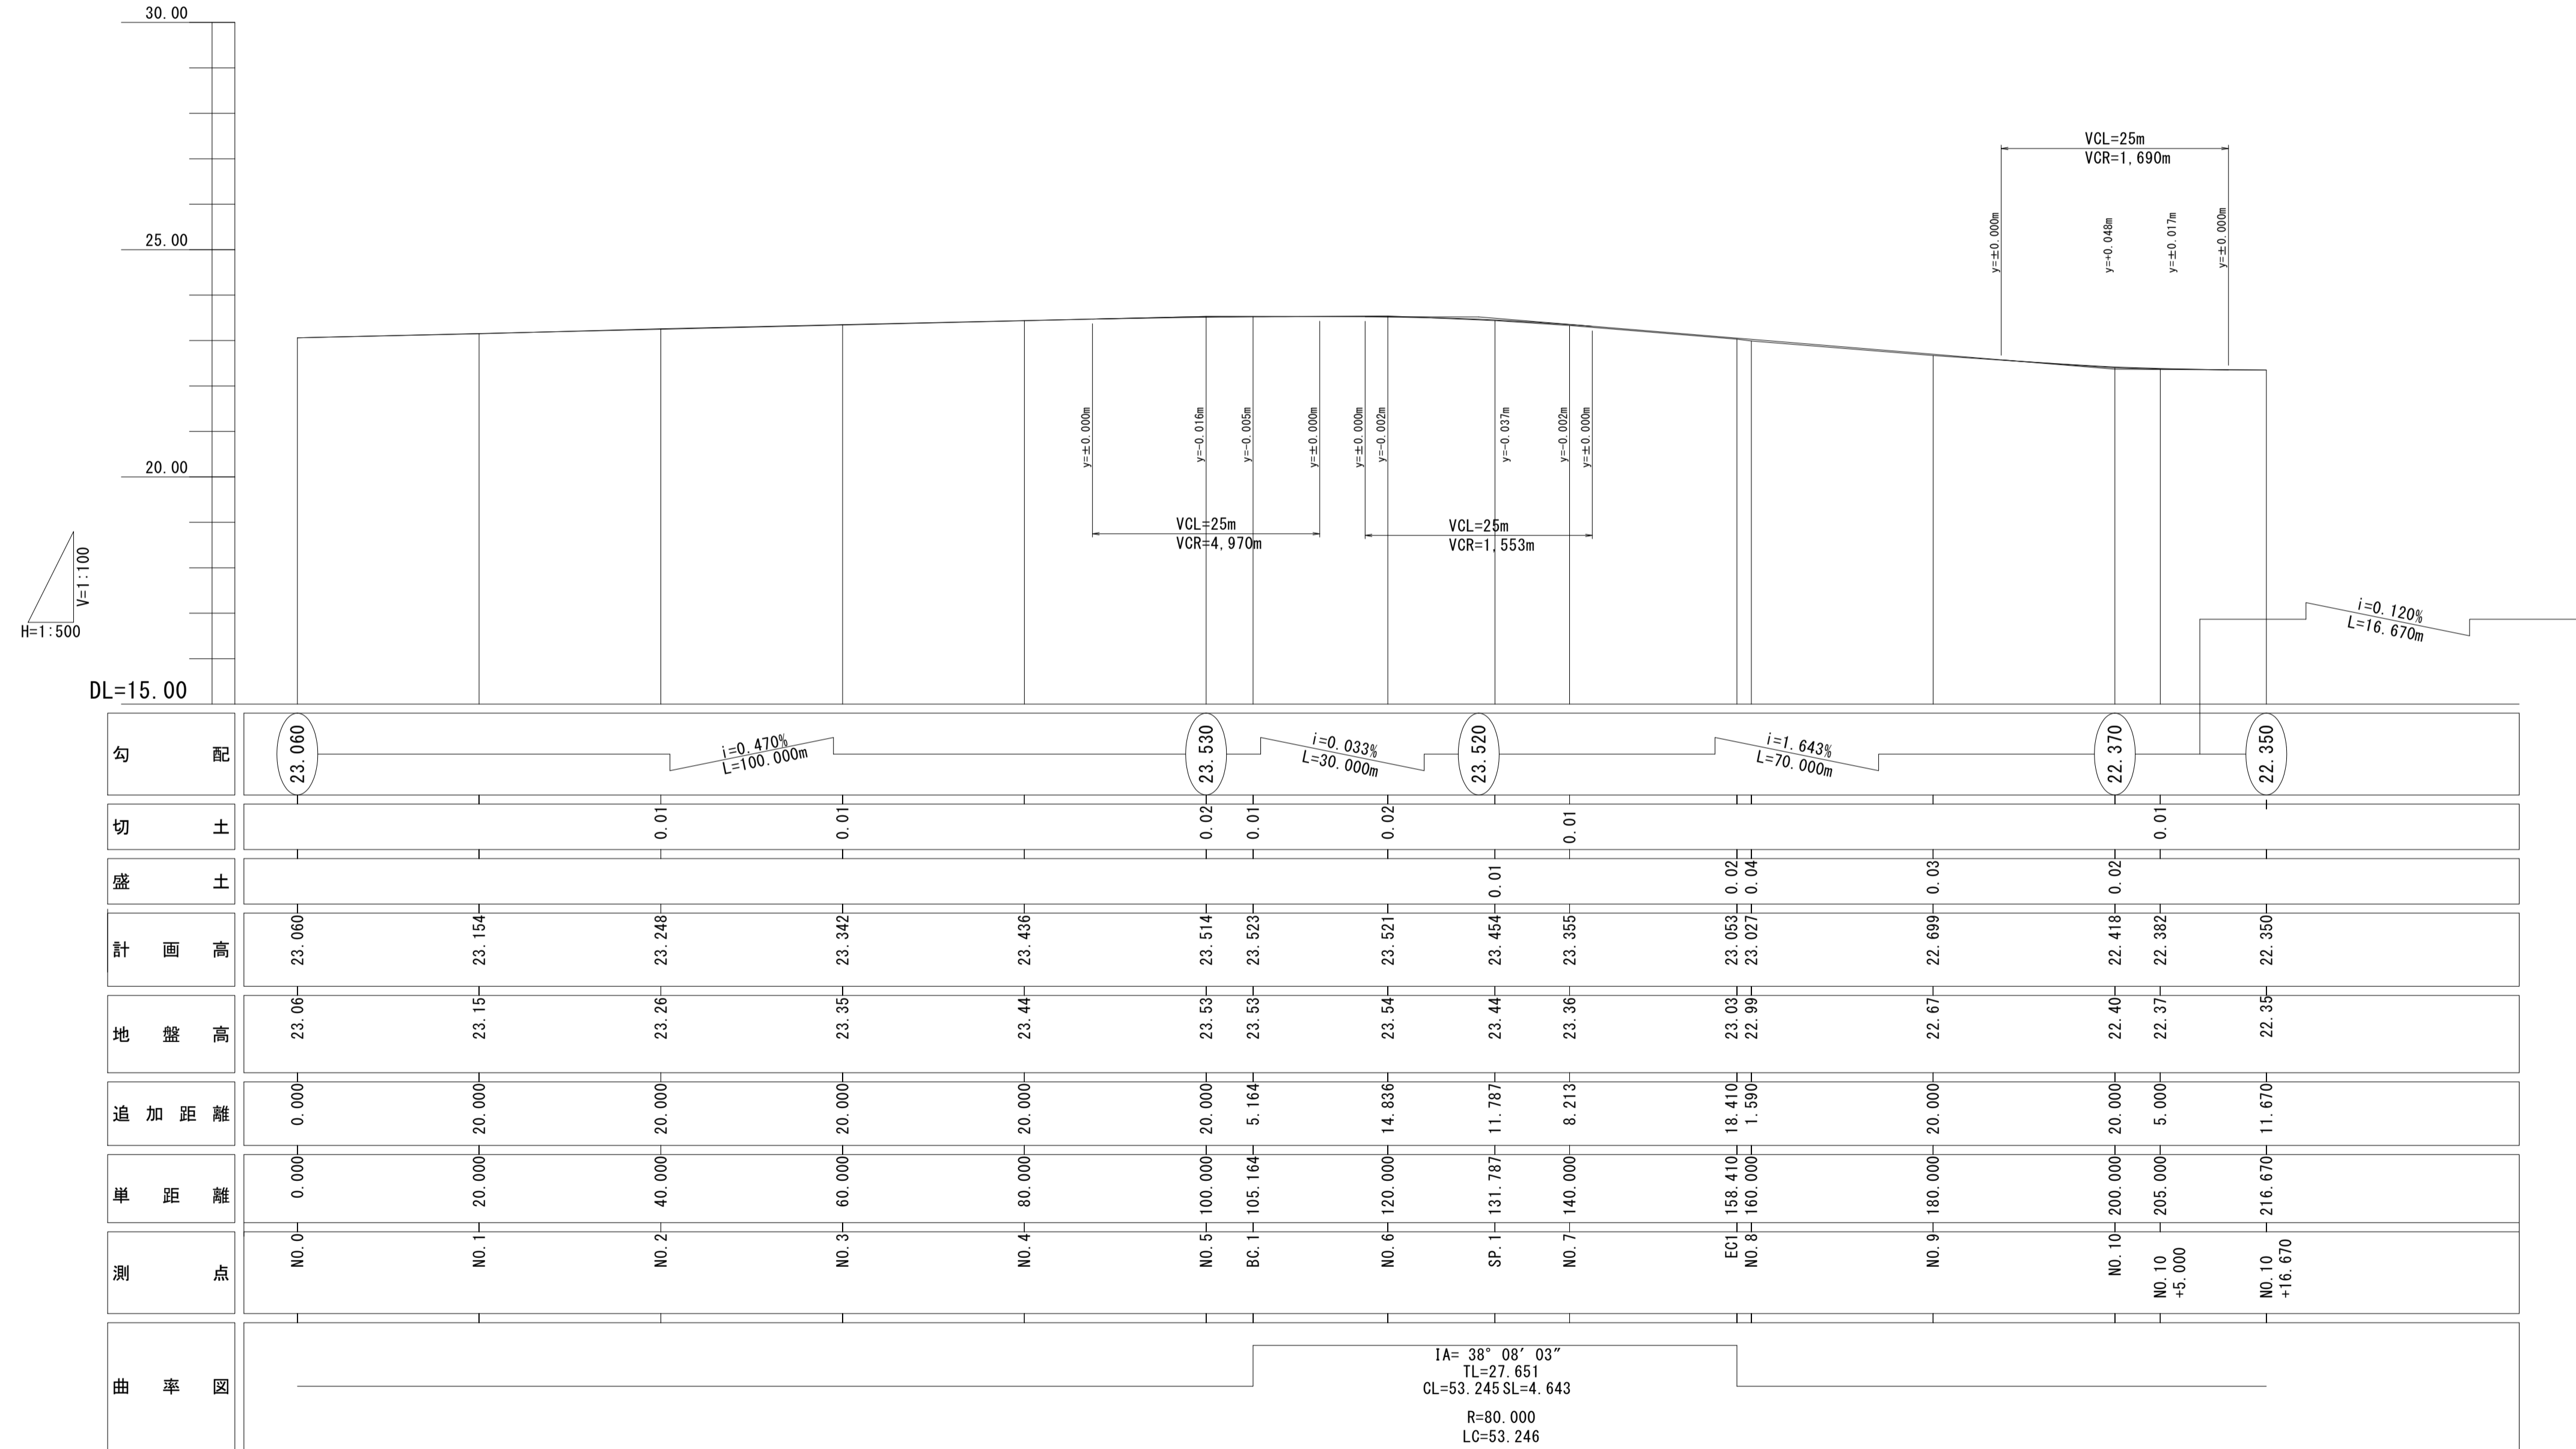 30.00
25.00
20.00
DL=15.00
V=1:100
H=1:500
VCL=25m
VCR=1,690m
y=±0.000m
y=+0.048m
y=±0.017m
y=±0.000m
y=±0.000m
y=-0.016m
y=-0.005m
y=±0.000m
y=±0.000m
y=-0.002m
y=-0.037m
y=-0.002m
y=±0.000m
VCL=25m
VCR=4,970m
VCL=25m
VCR=1,553m
i=0.120%
L=16.670m
勾 配
23.060
i=0.470%
L=100.000m
23.530
i=0.033%
L=30.000m
23.520
i=1.643%
L=70.000m
22.370
22.350
切 土
0.01
0.01
0.02
0.01
0.02
0.01
0.01
盛 土
0.01
0.02
0.04
0.03
0.02
計 画 高
23.060
23.154
23.248
23.342
23.436
23.514
23.523
23.521
23.454
23.355
23.053
23.027
22.699
22.418
22.382
22.350
地 盤 高
23.06
23.15
23.26
23.35
23.44
23.53
23.53
23.54
23.44
23.36
23.03
22.99
22.67
22.40
22.37
22.35
追 加 距 離
0.000
20.000
20.000
20.000
20.000
20.000
5.164
14.836
11.787
8.213
18.410
1.590
20.000
20.000
5.000
11.670
単 距 離
0.000
20.000
40.000
60.000
80.000
100.000
105.164
120.000
131.787
140.000
158.410
160.000
180.000
200.000
205.000
216.670
測 点
NO.0
NO.1
NO.2
NO.3
NO.4
NO.5
BC.1
NO.6
SP.1
NO.7
EC1
NO.8
NO.9
NO.10
NO.10
+5.000
NO.10
+16.670
曲 率 図
IA= 38° 08′ 03″
TL=27.651
CL=53.245 SL=4.643
R=80.000
LC=53.246